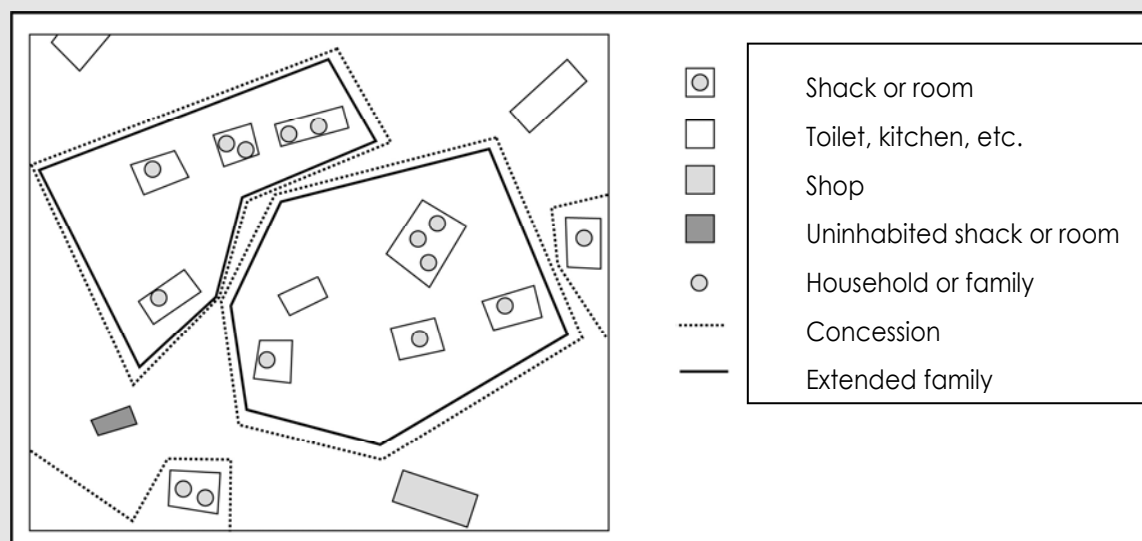 Shack or room
Toilet, kitchen, etc.
Shop
Uninhabited shack or room
Household or family
Concession
Extended family